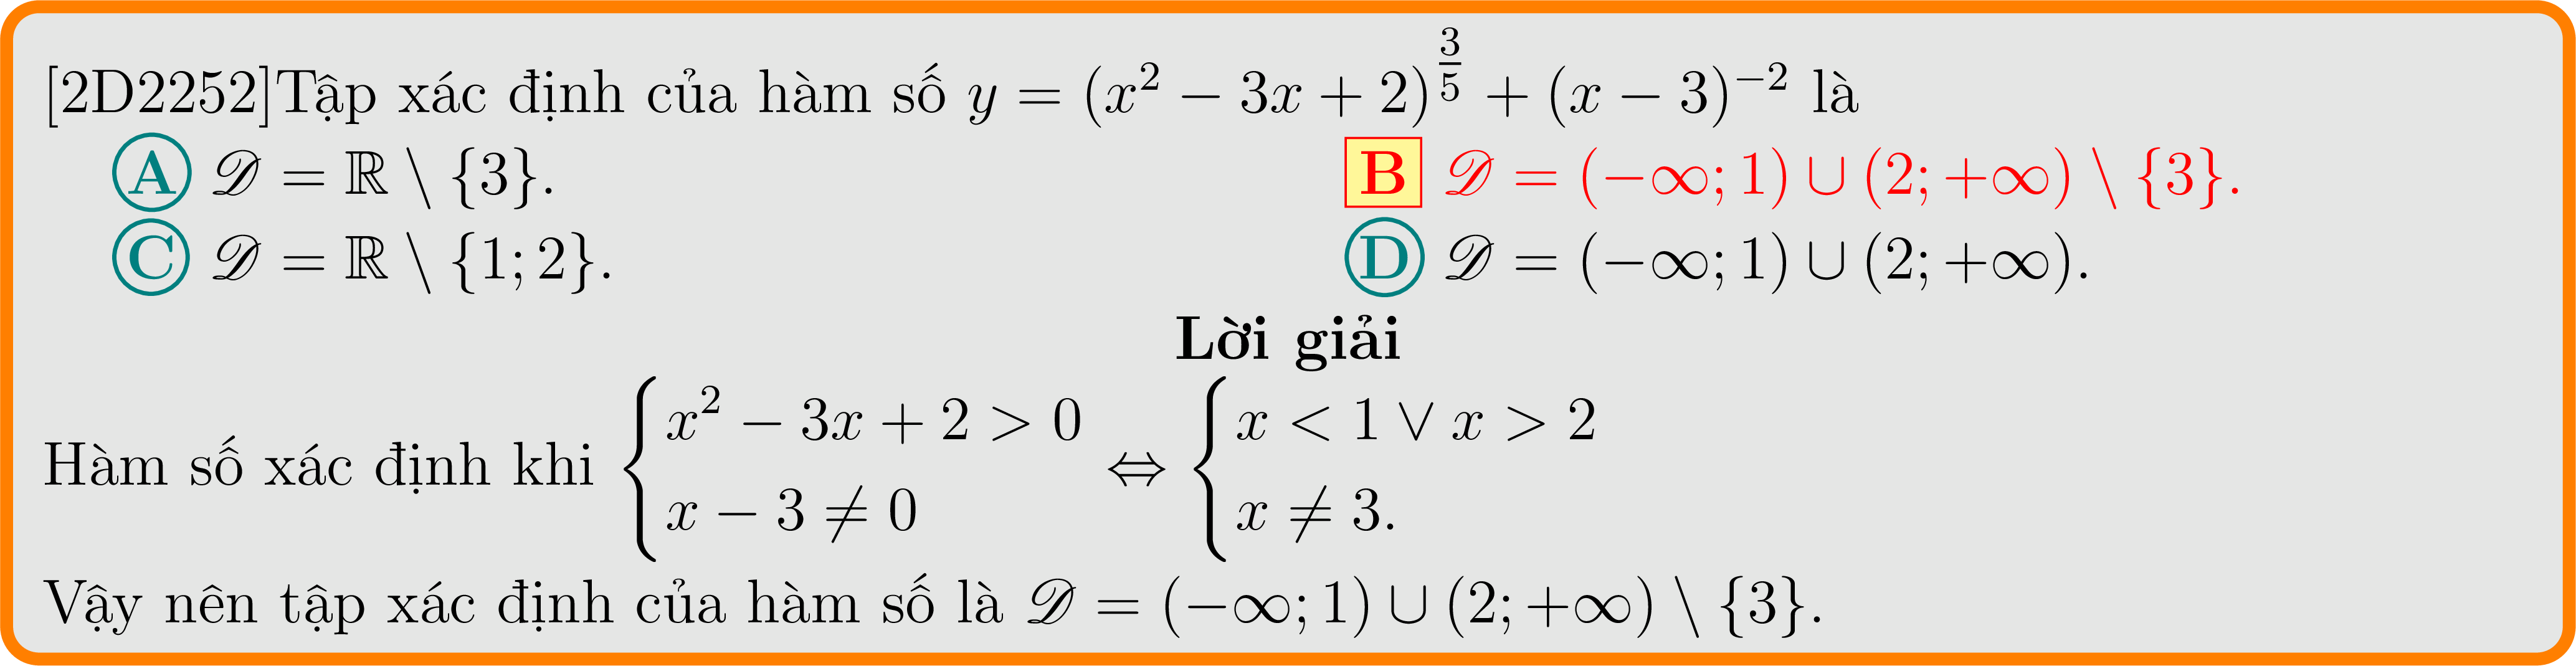 [2D2252]Tập xác định của hàm số $y = (x^2 - 3x + 2)^{\frac{3}{5}} + (x - 3)^{-2}$ là
A $\mathscr{D} = \mathbb{R} \setminus \{3\}.$ B $\mathscr{D} = (-\infty; 1) \cup (2; +\infty) \setminus \{3\}.$
C $\mathscr{D} = \mathbb{R} \setminus \{1; 2\}.$ D $\mathscr{D} = (-\infty; 1) \cup (2; +\infty).$
Lời giải
Hàm số xác định khi $\begin{cases} x^2 - 3x + 2 > 0 \\ x - 3 \neq 0 \end{cases} \Leftrightarrow \begin{cases} x < 1 \vee x > 2 \\ x \neq 3. \end{cases}$
Vậy nên tập xác định của hàm số là $\mathscr{D} = (-\infty; 1) \cup (2; +\infty) \setminus \{3\}.$